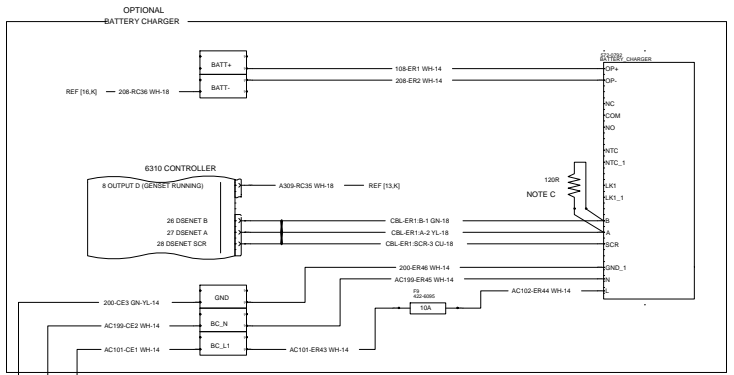 OPTIONAL
BATTERY CHARGER
BATT+
BATT-
REF [16,K]
208-RC36 WH-18
108-ER1 WH-14
208-ER2 WH-14
572-6792
BATTERY_CHARGER
OP+
OP-
NC
COM
NO
NTC
NTC_1
LK1
LK1_1
B
A
SCR
GND_1
N
L
120R
NOTE C
6310 CONTROLLER
8 OUTPUT D (GENSET RUNNING)
A309-RC35 WH-18
REF [13,K]
26 DSENET B
27 DSENET A
28 DSENET SCR
CBL-ER1:B-1 GN-18
CBL-ER1:A-2 YL-18
CBL-ER1:SCR-3 CU-18
200-ER46 WH-14
AC199-ER45 WH-14
F9
422-6095
10A
AC102-ER44 WH-14
200-CE3 GN-YL-14
GND
AC199-CE2 WH-14
BC_N
AC101-CE1 WH-14
BC_L1
AC101-ER43 WH-14